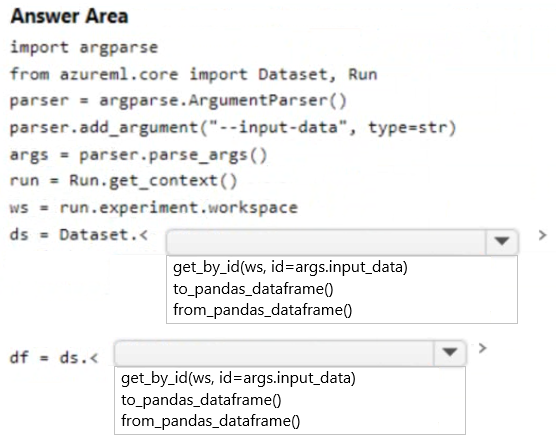 Answer Area
import argparse
from azureml.core import Dataset, Run
parser = argparse.ArgumentParser()
parser.add_argument("--input-data", type=str)
args = parser.parse_args()
run = Run.get_context()
ws = run.experiment.workspace
ds = Dataset.< >
get_by_id(ws, id=args.input_data)
to_pandas_dataframe()
from_pandas_dataframe()
df = ds.< >
get_by_id(ws, id=args.input_data)
to_pandas_dataframe()
from_pandas_dataframe()